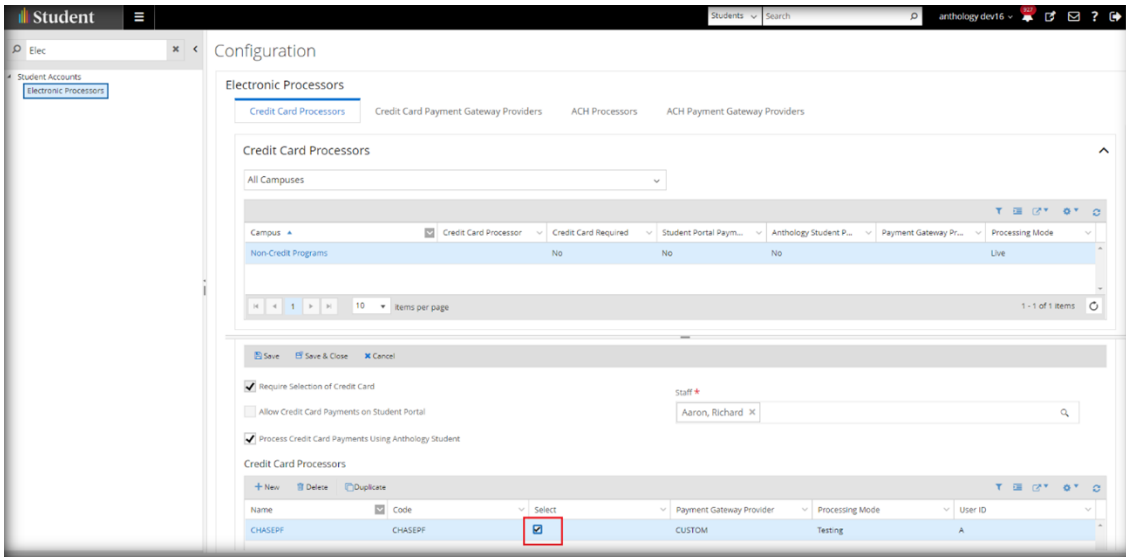 Student Students Search anthology dev16 527 ?
Elec
Configuration
Student Accounts
Electronic Processors
Electronic Processors
Credit Card Processors Credit Card Payment Gateway Providers ACH Processors ACH Payment Gateway Providers
Credit Card Processors
All Campuses
Campus Credit Card Processor Credit Card Required Student Portal Paym... Anthology Student P... Payment Gateway Pr... Processing Mode
Non-Credit Programs No No No Live
1 10 items per page 1 - 1 of 1 items
Save Save & Close Cancel
Require Selection of Credit Card
Staff *
Allow Credit Card Payments on Student Portal
Aaron, Richard
Process Credit Card Payments Using Anthology Student
Credit Card Processors
+ New Delete Duplicate
Name Code Select Payment Gateway Provider Processing Mode User ID
CHASEPF CHASEPF CUSTOM Testing A